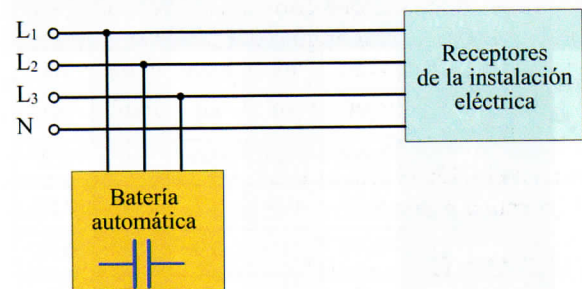 L₁
L₂
L₃
N
Receptores
de la instalación
eléctrica
Batería
automática